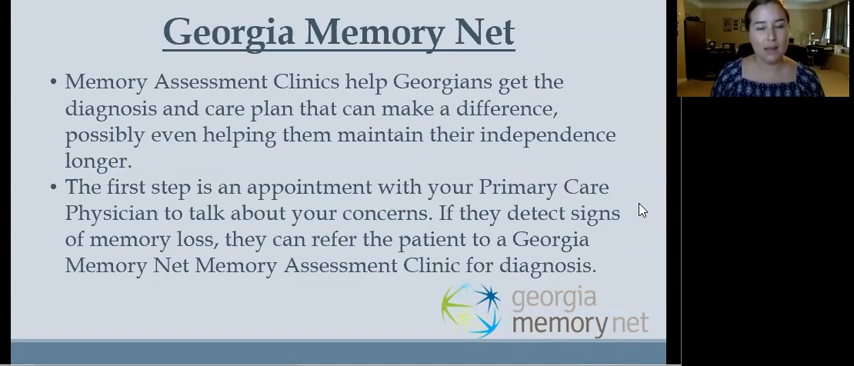 Georgia Memory Net
• Memory Assessment Clinics help Georgians get the
diagnosis and care plan that can make a difference,
possibly even helping them maintain their independence
longer.
• The first step is an appointment with your Primary Care
Physician to talk about your concerns. If they detect signs
of memory loss, they can refer the patient to a Georgia
Memory Net Memory Assessment Clinic for diagnosis.
georgia
memory net